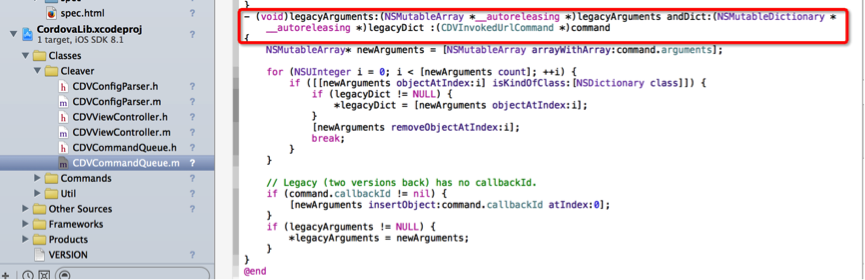 spec
spec.html
CordovaLib.xcodeproj
1 target, iOS SDK 8.1
Classes
Cleaver
CDVConfigParser.h ?
CDVConfigParser.m ?
CDVViewController.h ?
CDVViewController.m ?
CDVCommandQueue.h ?
CDVCommandQueue.m ?
Commands ?
Util ?
Other Sources ?
Frameworks ?
Products ?
VERSION ?
}
- (void)legacyArguments:(NSMutableArray *__autoreleasing *)legacyArguments andDict:(NSMutableDictionary *
__autoreleasing *)legacyDict :(CDVInvokedUrlCommand *)command
{
NSMutableArray* newArguments = [NSMutableArray arrayWithArray:command.arguments];
for (NSUInteger i = 0; i < [newArguments count]; ++i) {
if ([[newArguments objectAtIndex:i] isKindOfClass:[NSDictionary class]]) {
if (legacyDict != NULL) {
*legacyDict = [newArguments objectAtIndex:i];
}
[newArguments removeObjectAtIndex:i];
break;
}
}
// Legacy (two versions back) has no callbackId.
if (command.callbackId != nil) {
[newArguments insertObject:command.callbackId atIndex:0];
}
if (legacyArguments != NULL) {
*legacyArguments = newArguments;
}
}
@end